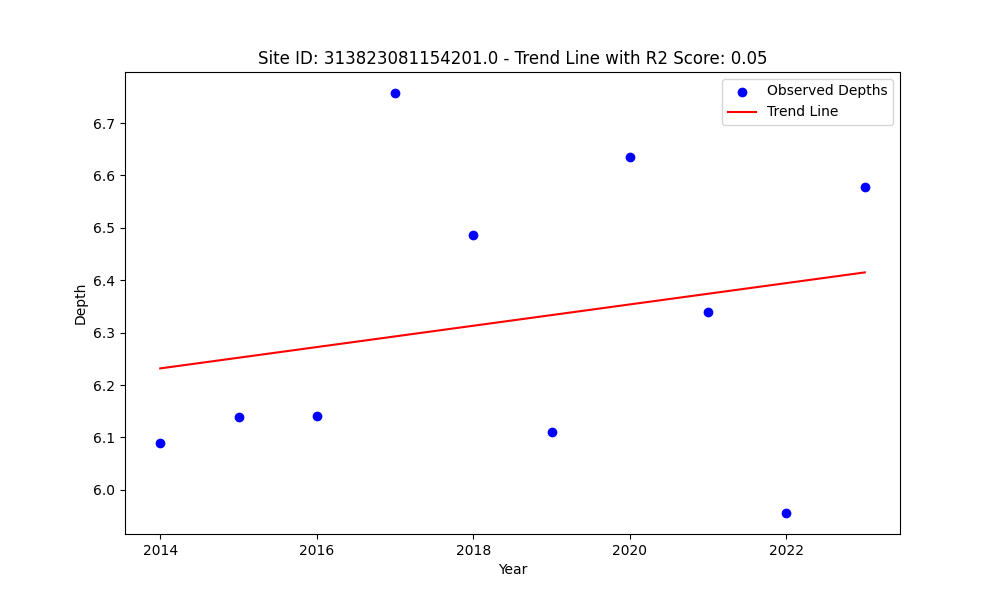 Site ID: 313823081154201.0 - Trend Line with R2 Score: 0.05
Observed Depths
Trend Line
6.7
6.6
6.5
6.4
6.3
6.2
6.1
6.0
Depth
2014
2016
2018
2020
2022
Year